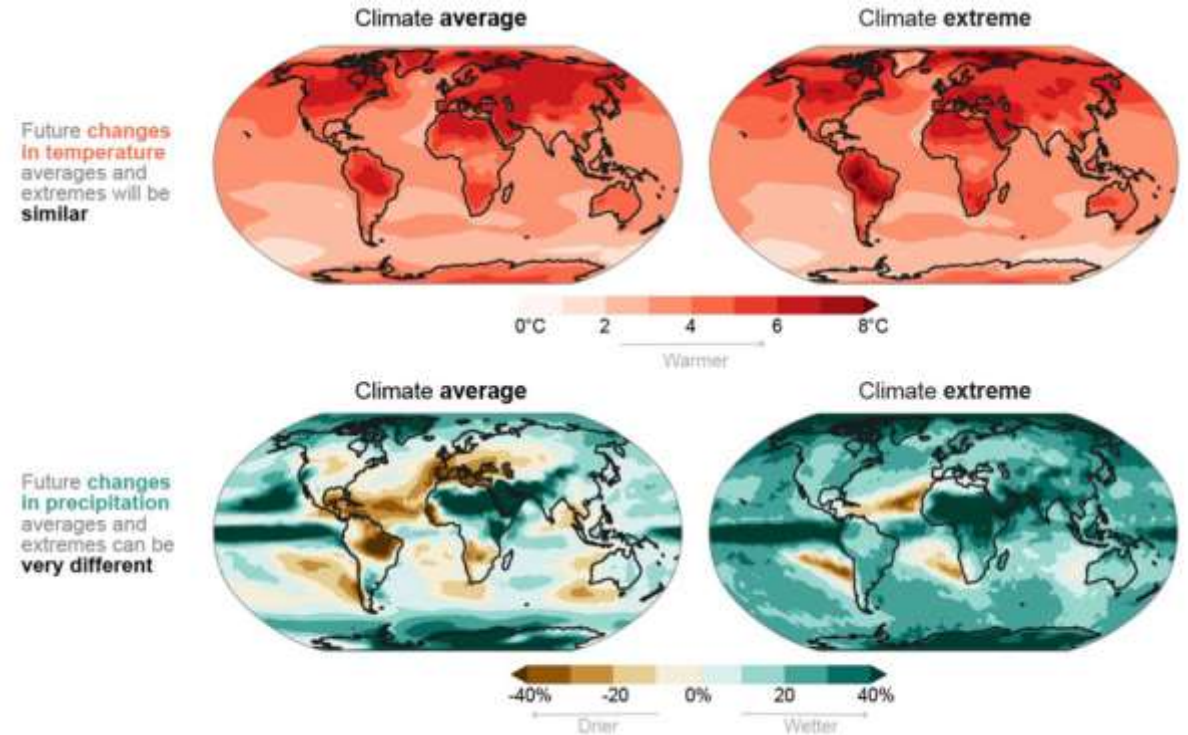 Climate average
Climate extreme
Future changes
in temperature
averages and
extremes will be
similar
0°C 2 4 6 8°C
Warmer
Climate average
Climate extreme
Future changes
in precipitation
averages and
extremes can be
very different
-40% -20 0% 20 40%
Drier Wetter